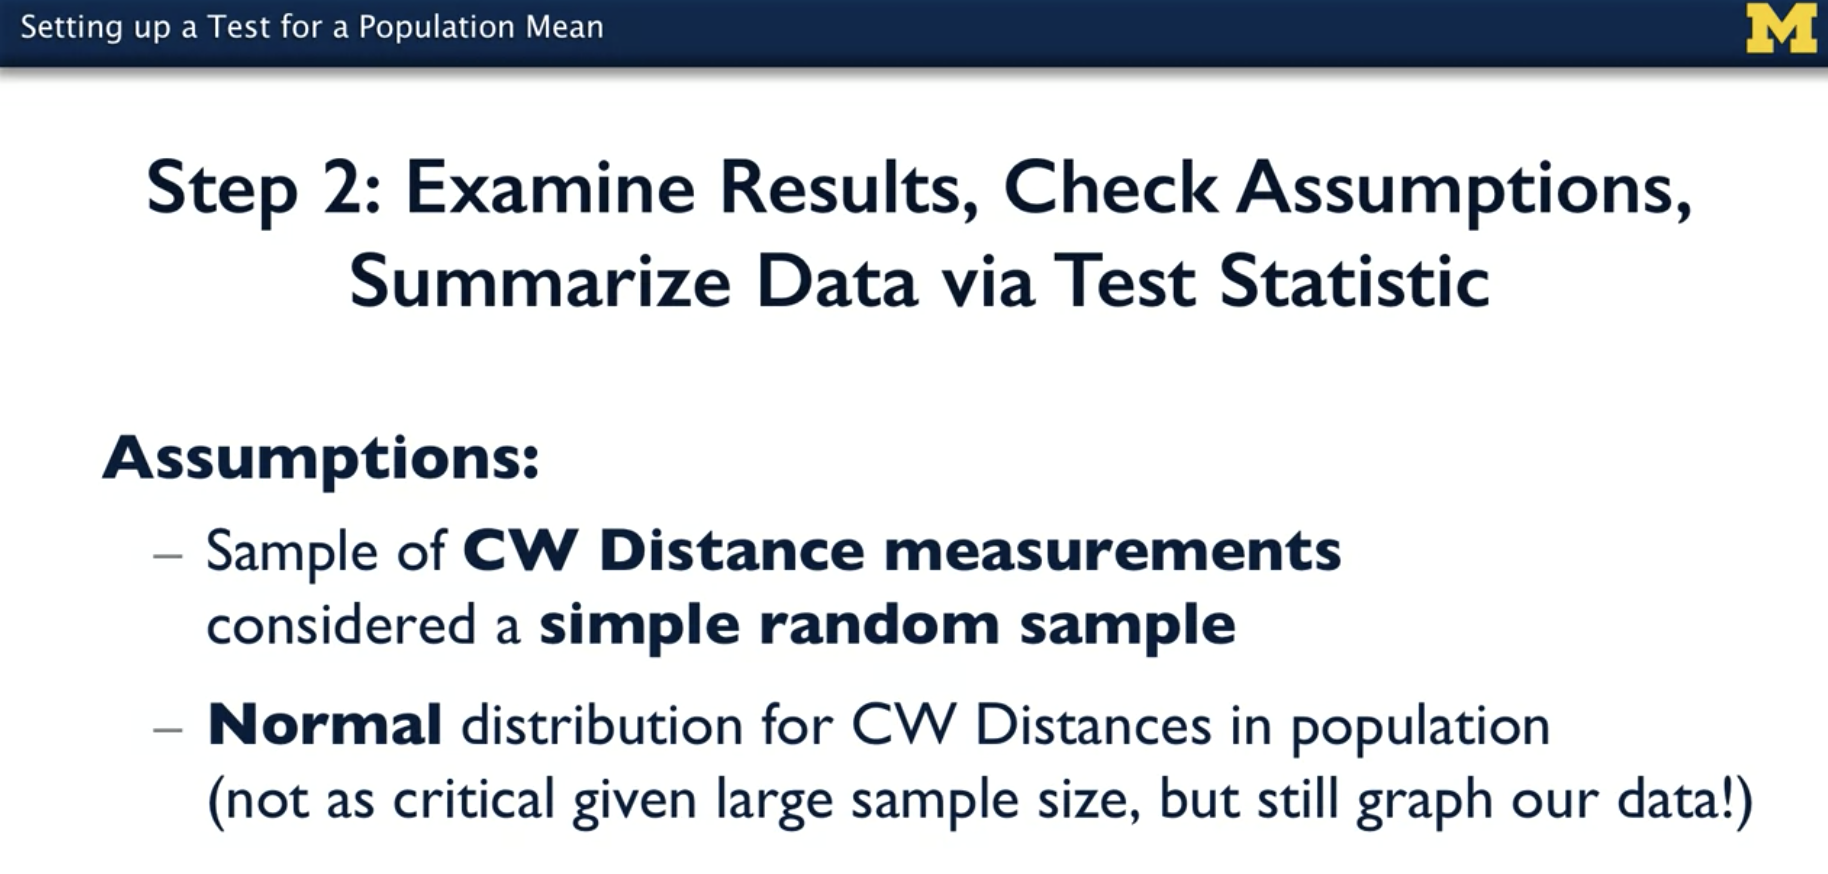 Setting up a Test for a Population Mean
M
Step 2: Examine Results, Check Assumptions,
Summarize Data via Test Statistic
Assumptions:
– Sample of CW Distance measurements
considered a simple random sample
– Normal distribution for CW Distances in population
(not as critical given large sample size, but still graph our data!)